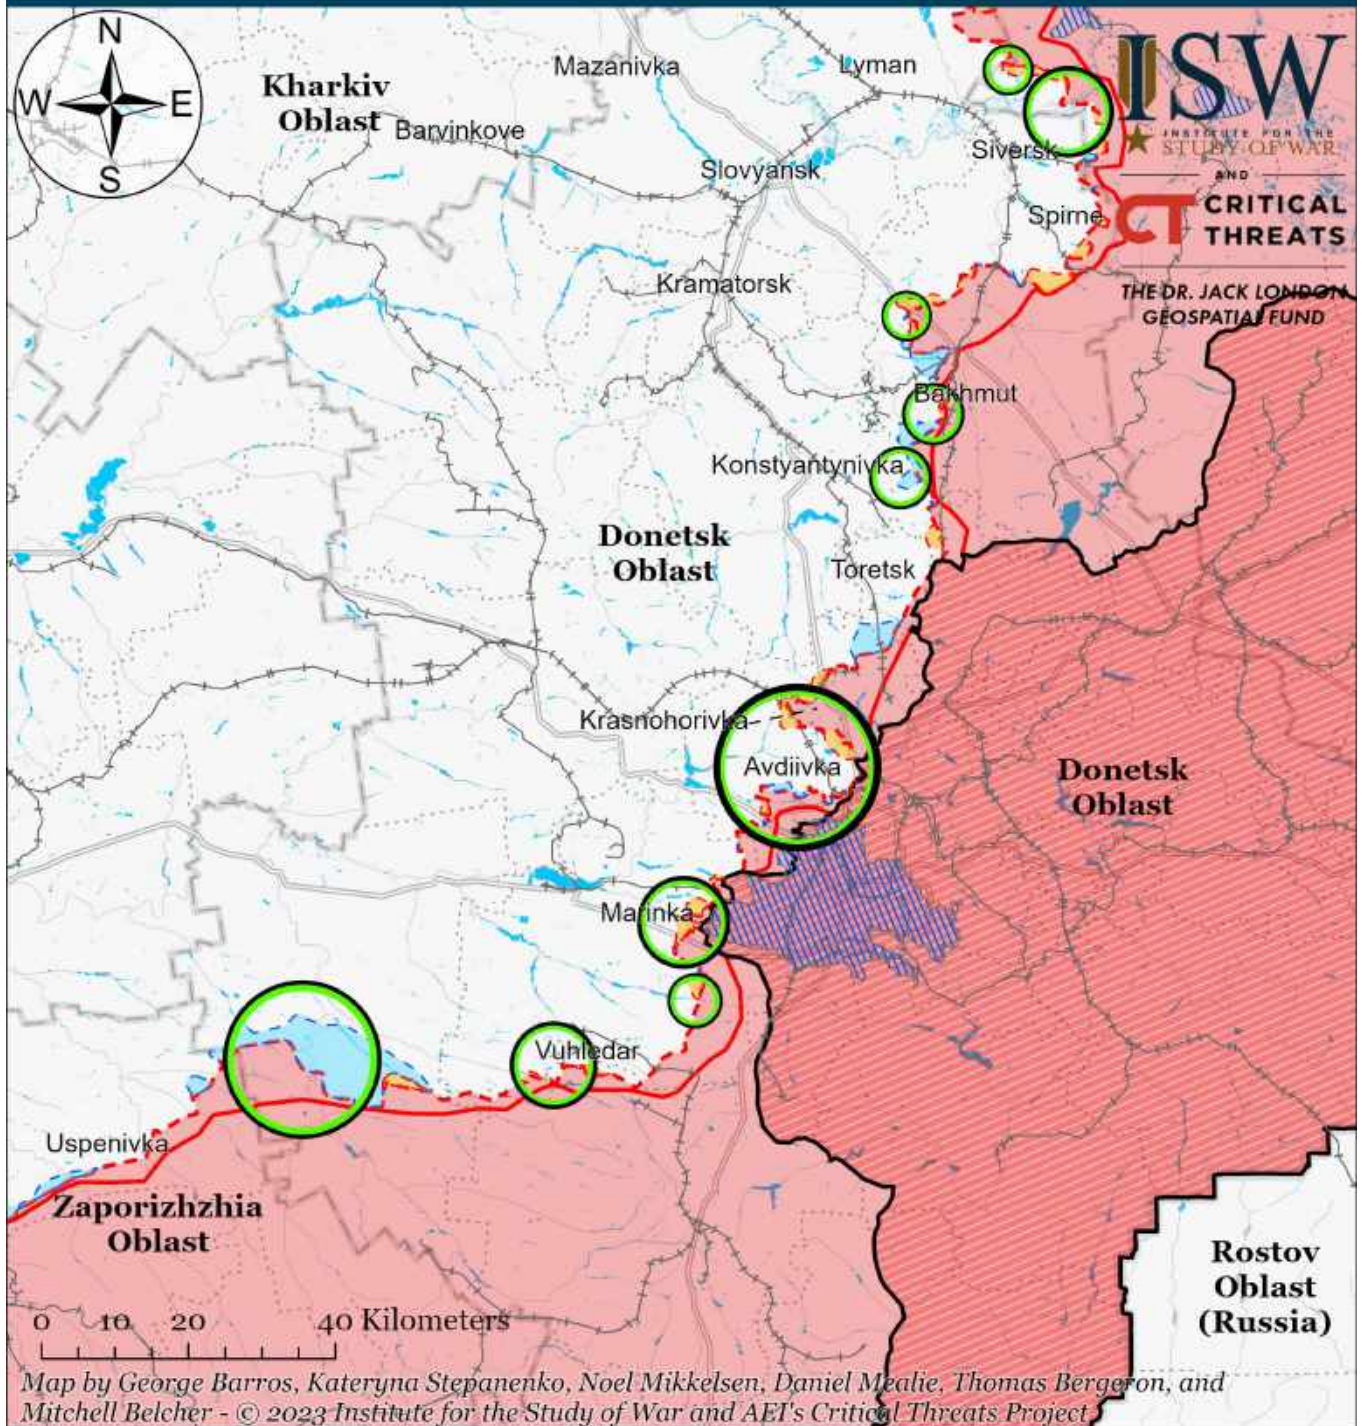 N
W
E
S
Kharkiv
Oblast
Mazanivka
Lyman
Barvinkove
Slovyansk
Siversk
Spirne
Kramatorsk
ISW
INSTITUTE FOR THE
STUDY OF WAR
AND
CT CRITICAL
THREATS
THE DR. JACK LONDON
GEOSPATIAL FUND
Bakhmut
Konstyantynivka
Donetsk
Oblast
Toretsk
Krasnohorivka
Avdiivka
Donetsk
Oblast
Marinka
Vuhledar
Uspenivka
Zaporizhzhia
Oblast
Rostov
Oblast
(Russia)
0 10 20 40 Kilometers
Map by George Barros, Kateryna Stepanenko, Noel Mikkelsen, Daniel Mealie, Thomas Bergeron, and
Mitchell Belcher - © 2023 Institute for the Study of War and AEI's Critical Threats Project